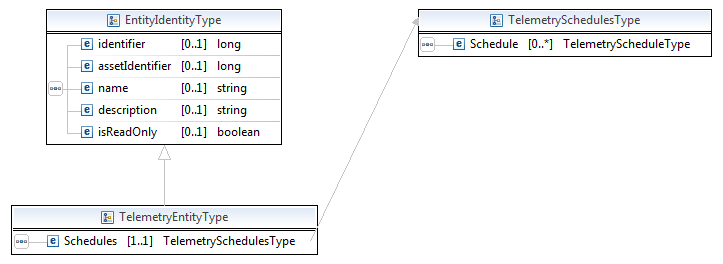 EntityIdentityType
identifier [0..1] long
assetIdentifier [0..1] long
name [0..1] string
description [0..1] string
isReadOnly [0..1] boolean
TelemetrySchedulesType
Schedule [0..*] TelemetryScheduleType
TelemetryEntityType
Schedules [1..1] TelemetrySchedulesType